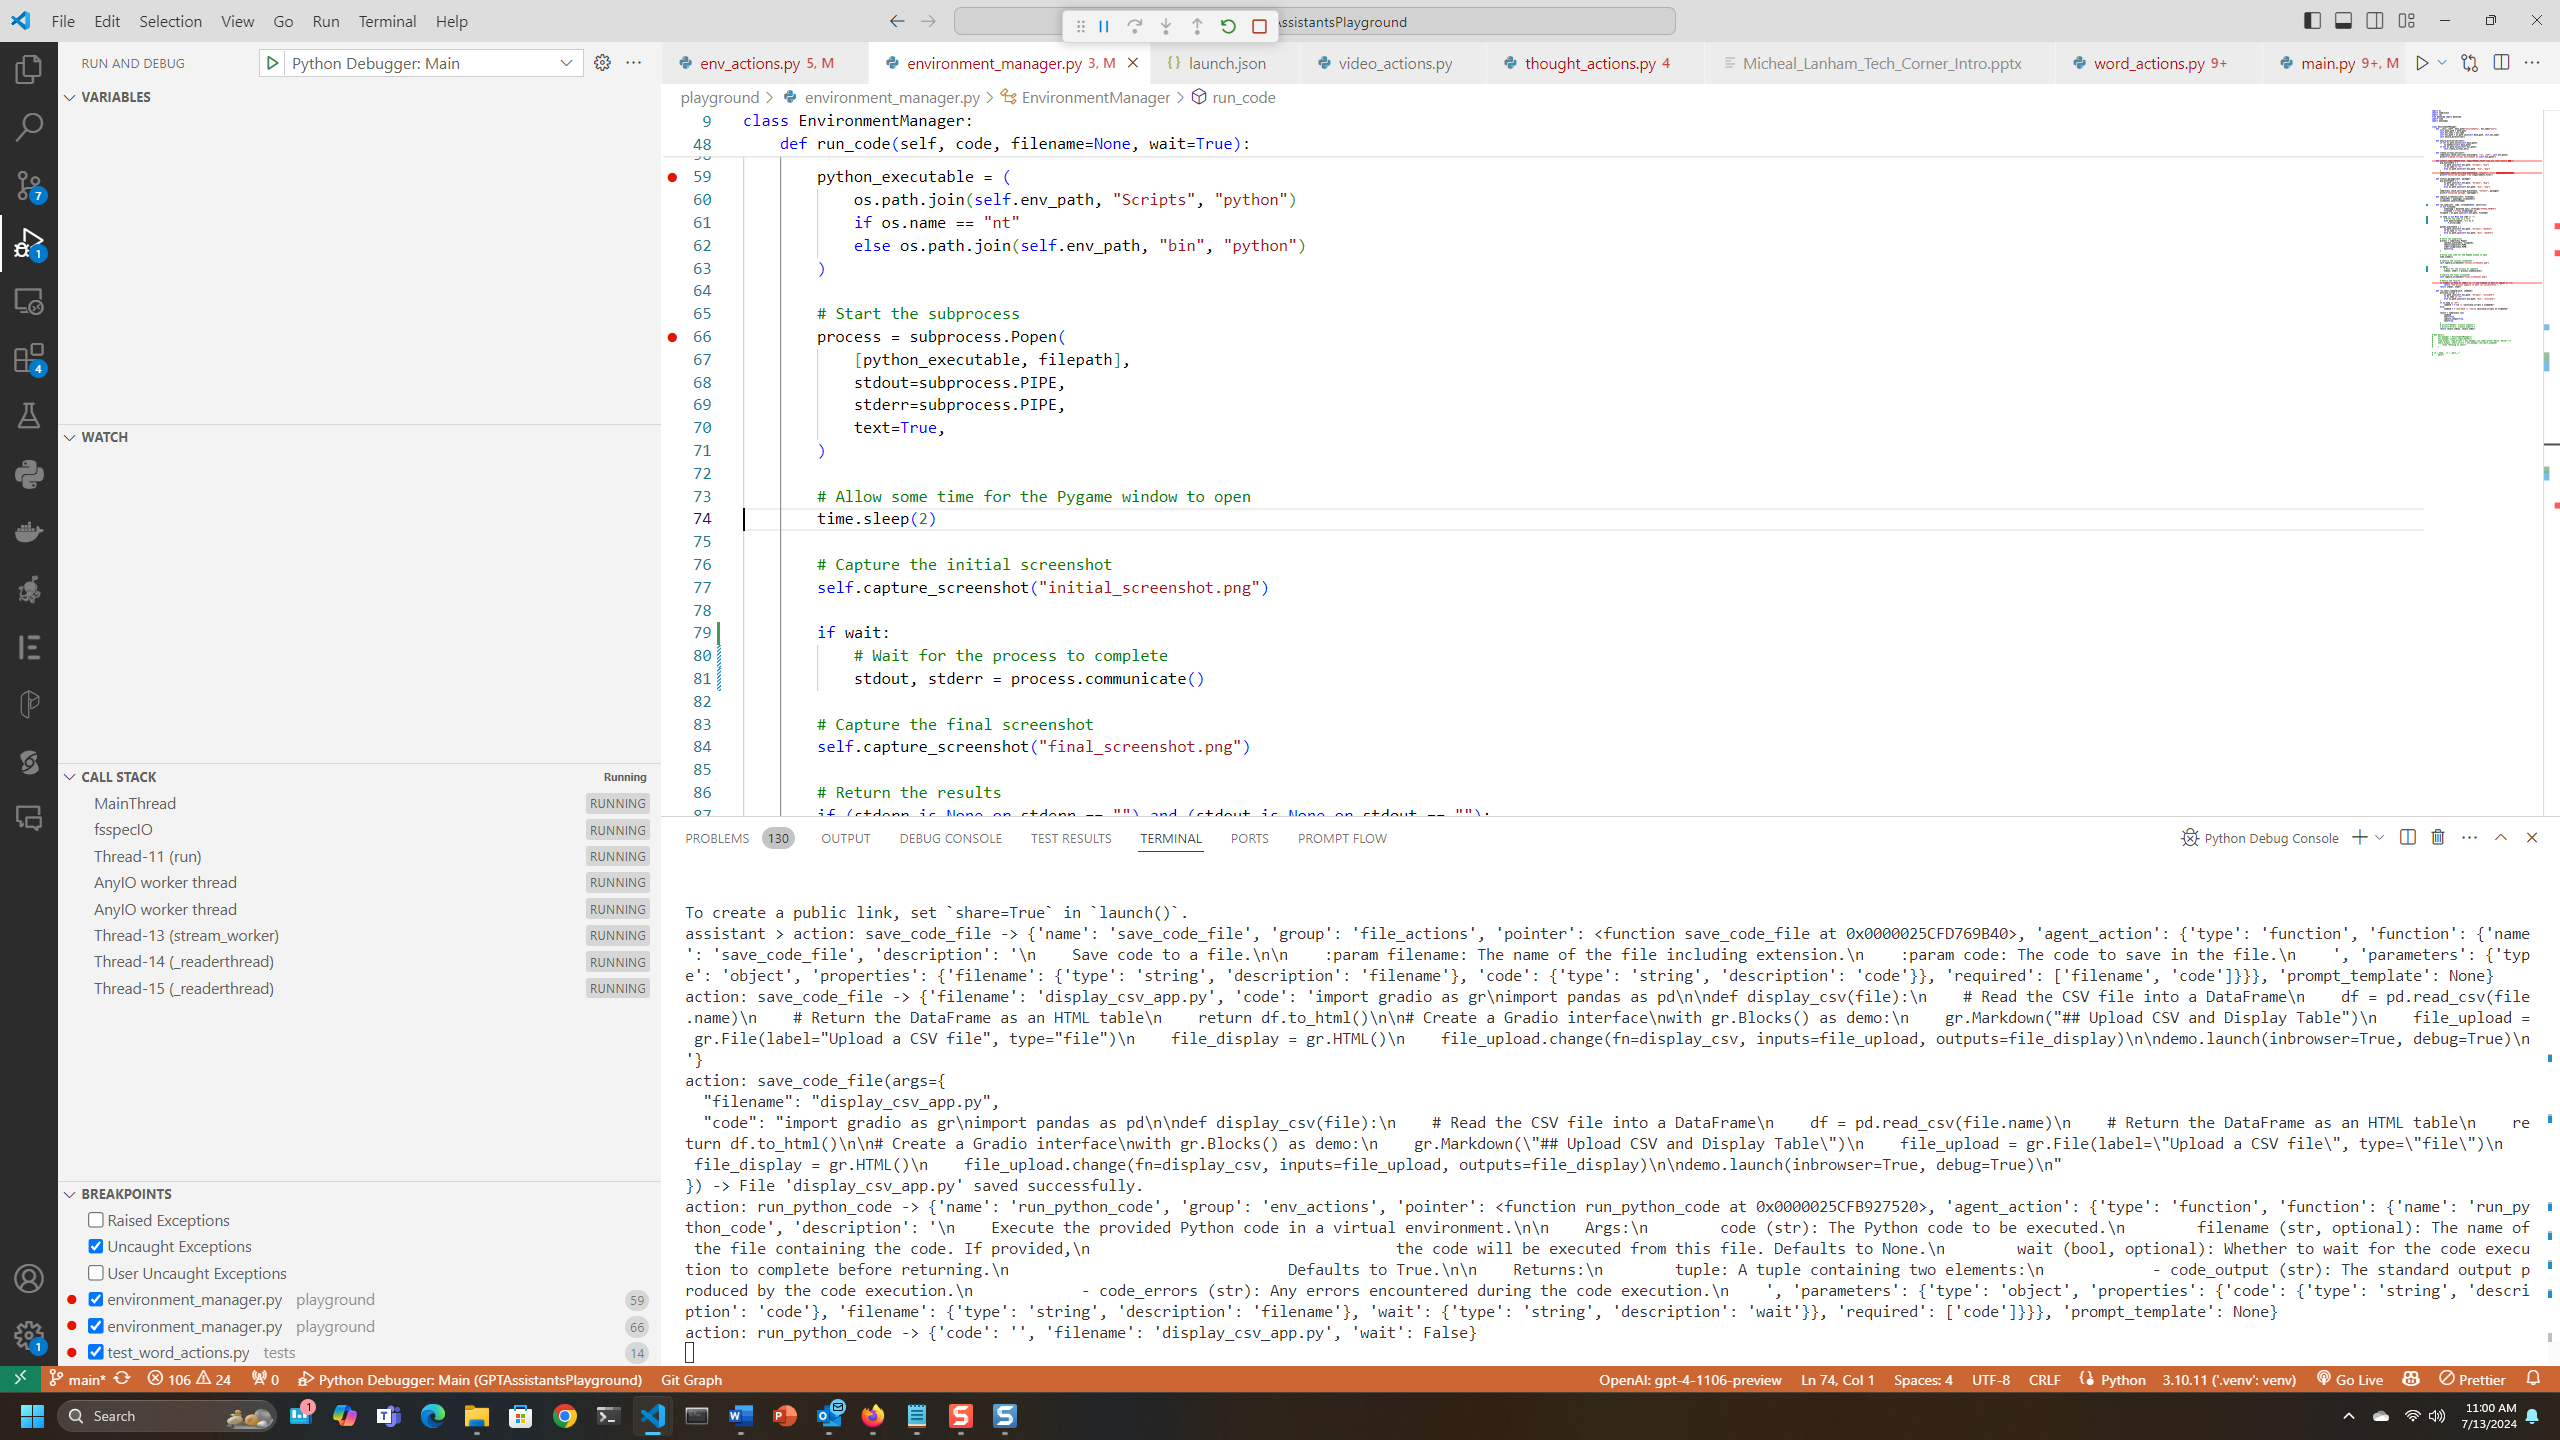 File Edit Selection View Go Run Terminal Help
ssistantsPlayground
RUN AND DEBUG
Python Debugger: Main
env_actions.py 5, M
environment_manager.py 3, M
launch.json
video_actions.py
thought_actions.py 4
Micheal_Lanham_Tech_Corner_Intro.pptx
word_actions.py 9+
main.py 9+, M
VARIABLES
playground > environment_manager.py > EnvironmentManager > run_code
9 class EnvironmentManager:
48 def run_code(self, code, filename=None, wait=True):
59 python_executable = (
60 os.path.join(self.env_path, "Scripts", "python")
61 if os.name == "nt"
62 else os.path.join(self.env_path, "bin", "python")
63 )
64
65 # Start the subprocess
66 process = subprocess.Popen(
67 [python_executable, filepath],
68 stdout=subprocess.PIPE,
69 stderr=subprocess.PIPE,
70 text=True,
71 )
72
73 # Allow some time for the Pygame window to open
74 time.sleep(2)
75
76 # Capture the initial screenshot
77 self.capture_screenshot("initial_screenshot.png")
78
79 if wait:
80 # Wait for the process to complete
81 stdout, stderr = process.communicate()
82
83 # Capture the final screenshot
84 self.capture_screenshot("final_screenshot.png")
85
86 # Return the results
87 if (stderr is None or stderr == "") and (stdout is None or stdout == ""):
WATCH
CALL STACK Running
MainThread RUNNING
fsspecIO RUNNING
Thread-11 (run) RUNNING
AnyIO worker thread RUNNING
AnyIO worker thread RUNNING
Thread-13 (stream_worker) RUNNING
Thread-14 (_readerthread) RUNNING
Thread-15 (_readerthread) RUNNING
BREAKPOINTS
Raised Exceptions
Uncaught Exceptions
User Uncaught Exceptions
environment_manager.py playground 59
environment_manager.py playground 66
test_word_actions.py tests 14
PROBLEMS 130 OUTPUT DEBUG CONSOLE TEST RESULTS TERMINAL PORTS PROMPT FLOW
Python Debug Console
To create a public link, set `share=True` in `launch()`.
assistant > action: save_code_file -> {'name': 'save_code_file', 'group': 'file_actions', 'pointer': <function save_code_file at 0x0000025CFD769B40>, 'agent_action': {'type': 'function', 'function': {'name
': 'save_code_file', 'description': '\n    Save code to a file.\n\n    :param filename: The name of the file including extension.\n    :param code: The code to save in the file.\n    ', 'parameters': {'typ
e': 'object', 'properties': {'filename': {'type': 'string', 'description': 'filename'}, 'code': {'type': 'string', 'description': 'code'}}, 'required': ['filename', 'code']}}}, 'prompt_template': None}
action: save_code_file -> {'filename': 'display_csv_app.py', 'code': 'import gradio as gr\nimport pandas as pd\n\ndef display_csv(file):\n    # Read the CSV file into a DataFrame\n    df = pd.read_csv(file
.name)\n    # Return the DataFrame as an HTML table\n    return df.to_html()\n\n# Create a Gradio interface\nwith gr.Blocks() as demo:\n    gr.Markdown("## Upload CSV and Display Table")\n    file_upload =
gr.File(label="Upload a CSV file", type="file")\n    file_display = gr.HTML()\n    file_upload.change(fn=display_csv, inputs=file_upload, outputs=file_display)\n\ndemo.launch(inbrowser=True, debug=True)\n
'}
action: save_code_file(args={
"filename": "display_csv_app.py",
"code": "import gradio as gr\nimport pandas as pd\n\ndef display_csv(file):\n    # Read the CSV file into a DataFrame\n    df = pd.read_csv(file.name)\n    # Return the DataFrame as an HTML table\n    re
turn df.to_html()\n\n# Create a Gradio interface\nwith gr.Blocks() as demo:\n    gr.Markdown(\"## Upload CSV and Display Table\")\n    file_upload = gr.File(label=\"Upload a CSV file\", type=\"file\")\n
file_display = gr.HTML()\n    file_upload.change(fn=display_csv, inputs=file_upload, outputs=file_display)\n\ndemo.launch(inbrowser=True, debug=True)\n"
}) -> File 'display_csv_app.py' saved successfully.
action: run_python_code -> {'name': 'run_python_code', 'group': 'env_actions', 'pointer': <function run_python_code at 0x0000025CFB927520>, 'agent_action': {'type': 'function', 'function': {'name': 'run_py
thon_code', 'description': '\n    Execute the provided Python code in a virtual environment.\n\n    Args:\n        code (str): The Python code to be executed.\n        filename (str, optional): The name of
the file containing the code. If provided,\n                                  the code will be executed from this file. Defaults to None.\n        wait (bool, optional): Whether to wait for the code execu
tion to complete before returning.\n                               Defaults to True.\n\n    Returns:\n        tuple: A tuple containing two elements:\n            - code_output (str): The standard output p
roduced by the code execution.\n            - code_errors (str): Any errors encountered during the code execution.\n    ', 'parameters': {'type': 'object', 'properties': {'code': {'type': 'string', 'descri
ption': 'code'}, 'filename': {'type': 'string', 'description': 'filename'}, 'wait': {'type': 'string', 'description': 'wait'}}, 'required': ['code']}}}, 'prompt_template': None}
action: run_python_code -> {'code': '', 'filename': 'display_csv_app.py', 'wait': False}
main* 106 24 0 Python Debugger: Main (GPTAssistantsPlayground) Git Graph
OpenAI: gpt-4-1106-preview Ln 74, Col 1 Spaces: 4 UTF-8 CRLF Python 3.10.11 ('.venv': venv) Go Live Prettier
Search
11:00 AM
7/13/2024